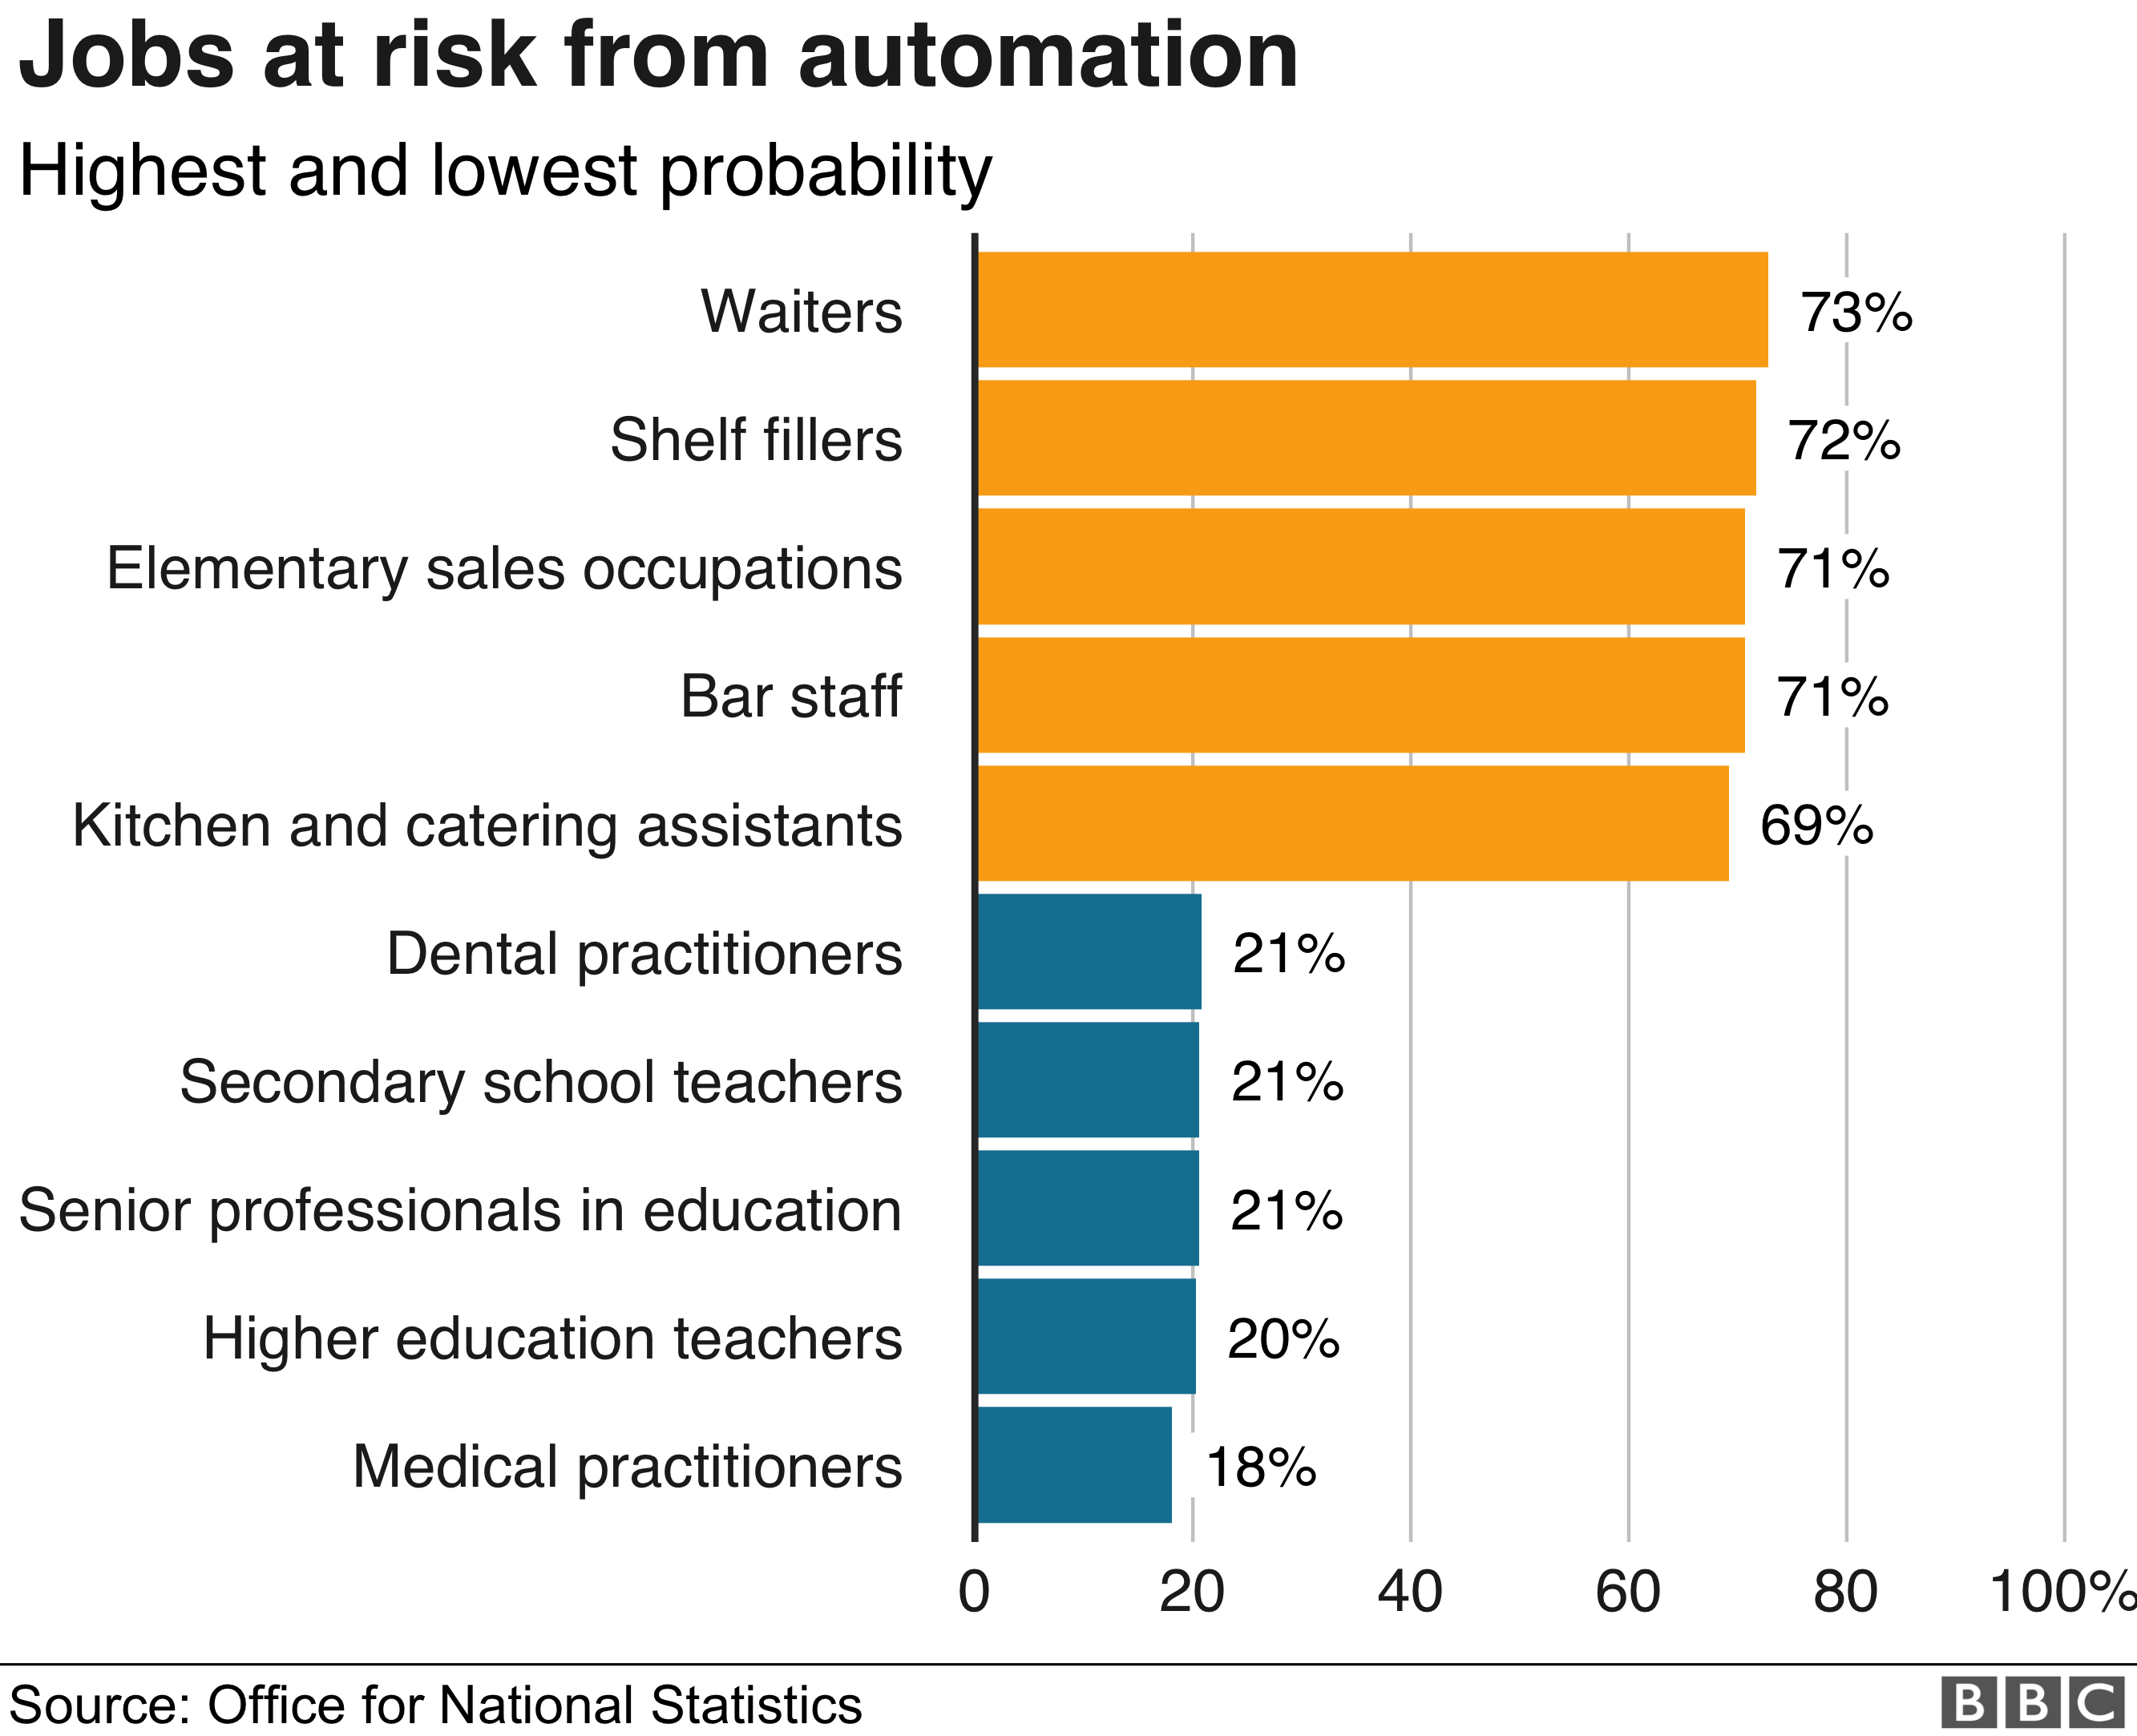 Jobs at risk from automation
Highest and lowest probability
Waiters 73%
Shelf fillers 72%
Elementary sales occupations 71%
Bar staff 71%
Kitchen and catering assistants 69%
Dental practitioners 21%
Secondary school teachers 21%
Senior professionals in education 21%
Higher education teachers 20%
Medical practitioners 18%
0 20 40 60 80 100%
Source: Office for National Statistics BBC